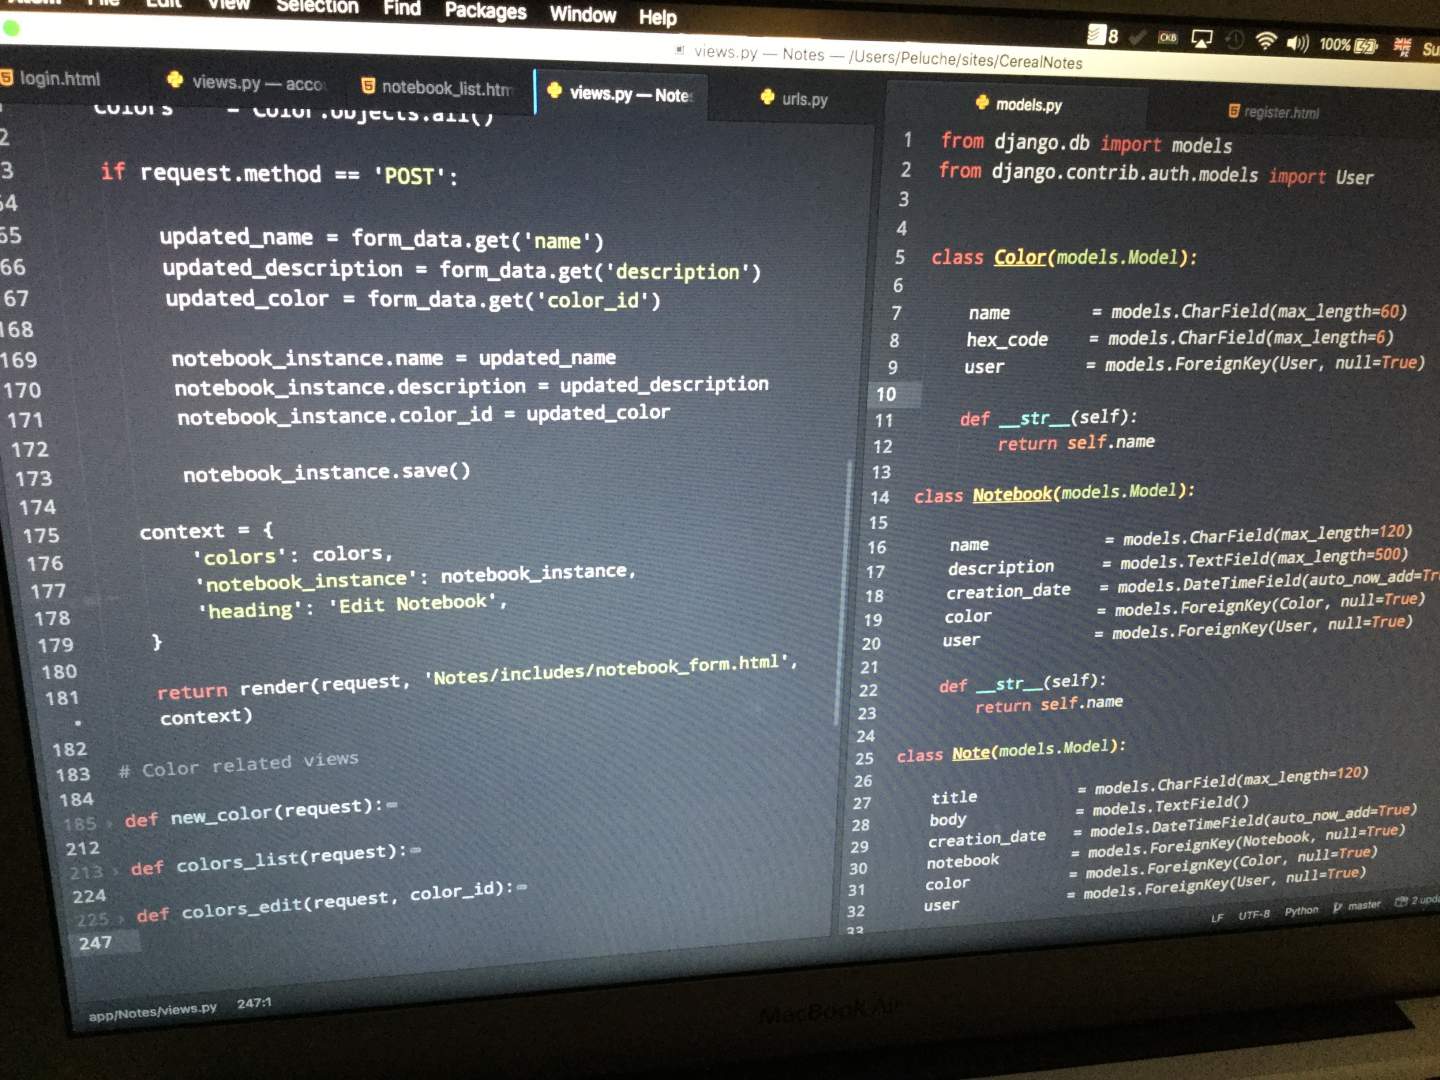 File Edit View Selection Find Packages Window Help
8 CKB 100%
views.py — Notes — /Users/Peluche/sites/CerealNotes
login.html
views.py — acco
notebook_list.htm
views.py — Note
urls.py
models.py
register.html
colors = Color.objects.all()
if request.method == 'POST':
65 updated_name = form_data.get('name')
66 updated_description = form_data.get('description')
67 updated_color = form_data.get('color_id')
168
169 notebook_instance.name = updated_name
170 notebook_instance.description = updated_description
171 notebook_instance.color_id = updated_color
172
173 notebook_instance.save()
174
175 context = {
176 'colors': colors,
177 'notebook_instance': notebook_instance,
178 'heading': 'Edit Notebook',
179 }
180
181 return render(request, 'Notes/includes/notebook_form.html',
context)
182
183 # Color related views
184
185 def new_color(request):
212
213 def colors_list(request):
224
225 def colors_edit(request, color_id):
247
app/Notes/views.py 247:1
1 from django.db import models
2 from django.contrib.auth.models import User
3
4
5 class Color(models.Model):
6
7 name = models.CharField(max_length=60)
8 hex_code = models.CharField(max_length=6)
9 user = models.ForeignKey(User, null=True)
10
11 def __str__(self):
12 return self.name
13
14 class Notebook(models.Model):
15
16 name = models.CharField(max_length=120)
17 description = models.TextField(max_length=500)
18 creation_date = models.DateTimeField(auto_now_add=Tr
19 color = models.ForeignKey(Color, null=True)
20 user = models.ForeignKey(User, null=True)
21
22 def __str__(self):
23 return self.name
24
25 class Note(models.Model):
26
27 title = models.CharField(max_length=120)
28 body = models.TextField()
29 creation_date = models.DateTimeField(auto_now_add=True)
30 notebook = models.ForeignKey(Notebook, null=True)
31 color = models.ForeignKey(Color, null=True)
32 user = models.ForeignKey(User, null=True)
33
LF UTF-8 Python master 2 upda
MacBook Air